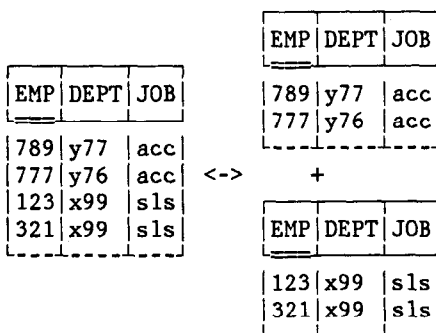 EMP DEPT JOB
789 y77 acc
777 y76 acc
123 x99 sls
321 x99 sls
<->
EMP DEPT JOB
789 y77 acc
777 y76 acc
+
EMP DEPT JOB
123 x99 sls
321 x99 sls